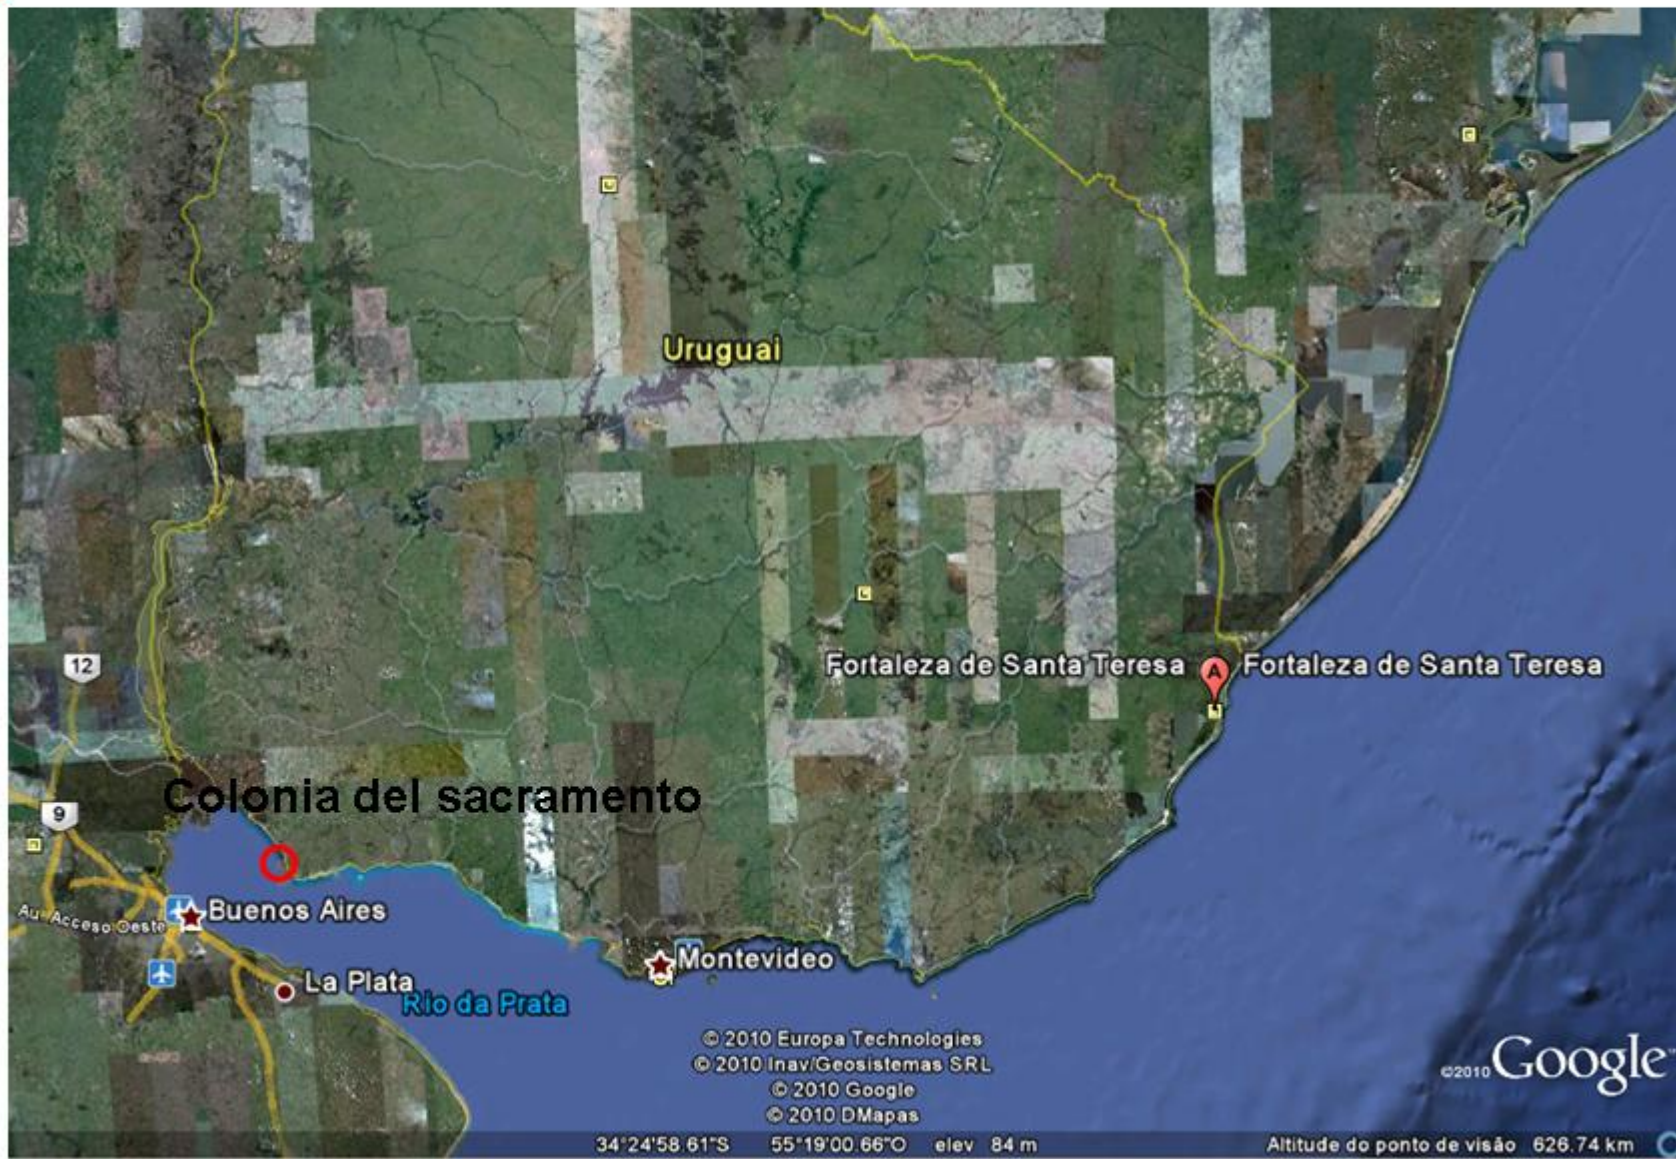 Uruguai
12
Fortaleza de Santa Teresa
A
Fortaleza de Santa Teresa
Colonia del sacramento
9
Buenos Aires
Au. Acceso Oeste
Montevideo
La Plata
Rio da Prata
© 2010 Europa Technologies
© 2010 Inav/Geosistemas SRL
© 2010 Google
© 2010 DMapas
©2010 Google
34°24'58.61"S 55°19'00.66"O elev 84 m
Altitude do ponto de visão 626.74 km